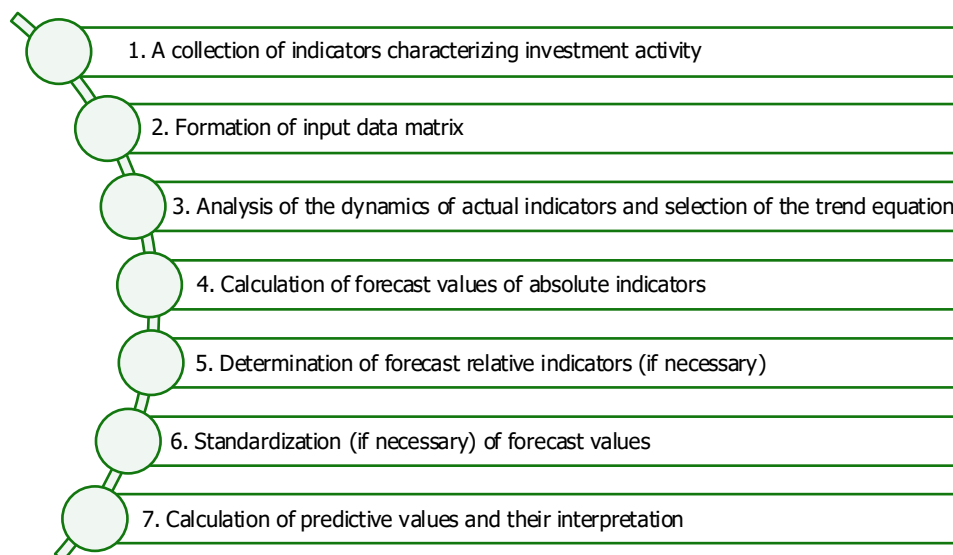 1. A collection of indicators characterizing investment activity
2. Formation of input data matrix
3. Analysis of the dynamics of actual indicators and selection of the trend equation
4. Calculation of forecast values of absolute indicators
5. Determination of forecast relative indicators (if necessary)
6. Standardization (if necessary) of forecast values
7. Calculation of predictive values and their interpretation